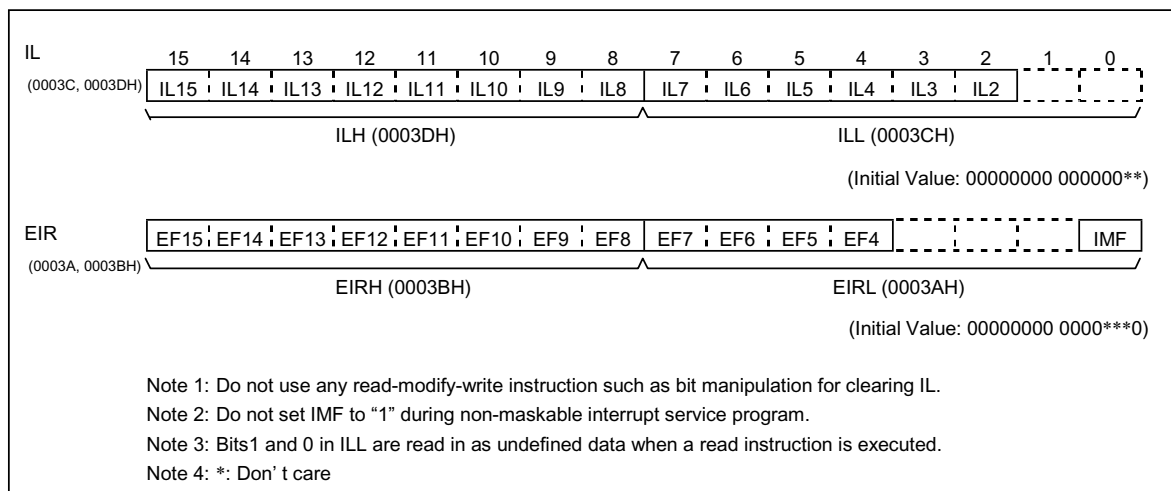 IL
15 14 13 12 11 10 9 8 7 6 5 4 3 2 1 0
(0003C, 0003DH)
IL15 IL14 IL13 IL12 IL11 IL10 IL9 IL8 IL7 IL6 IL5 IL4 IL3 IL2
ILH (0003DH) ILL (0003CH)
(Initial Value: 00000000 000000**)
EIR
EF15 EF14 EF13 EF12 EF11 EF10 EF9 EF8 EF7 EF6 EF5 EF4 IMF
(0003A, 0003BH)
EIRH (0003BH) EIRL (0003AH)
(Initial Value: 00000000 0000***0)
Note 1: Do not use any read-modify-write instruction such as bit manipulation for clearing IL.
Note 2: Do not set IMF to “1” during non-maskable interrupt service program.
Note 3: Bits1 and 0 in ILL are read in as undefined data when a read instruction is executed.
Note 4: *: Don’ t care